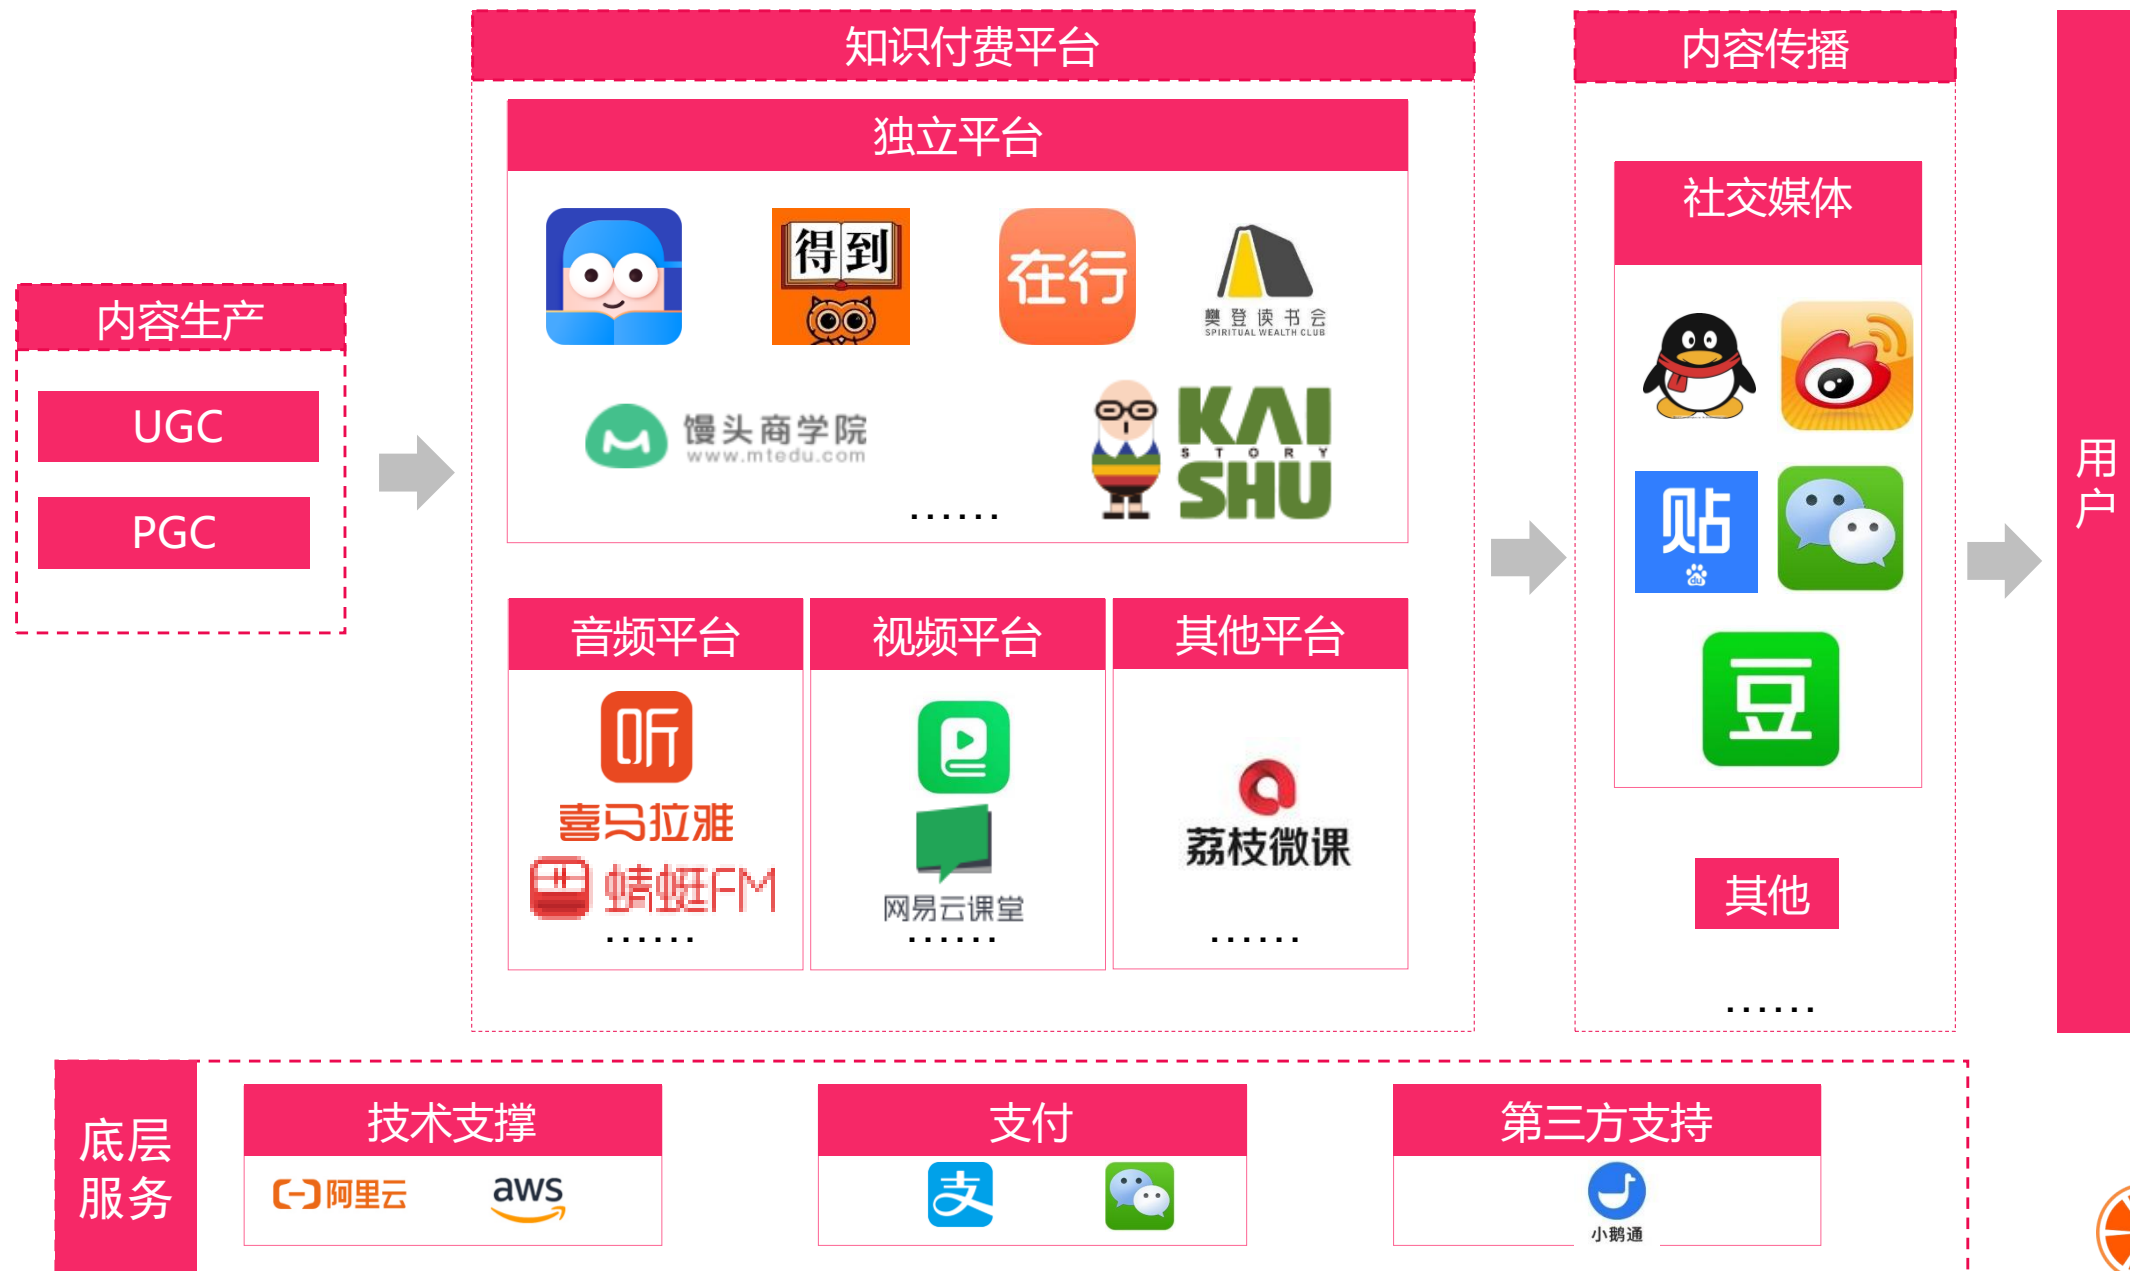 知识付费平台
内容传播
独立平台
社交媒体
得到
在行
樊登读书会
SPIRITUAL WEALTH CLUB
内容生产
UGC
PGC
馒头商学院
www.mtedu.com
KAI
STORY
SHU
......
贴
du
豆
用户
音频平台
视频平台
其他平台
听
喜马拉雅
蜻蜓FM
......
网易云课堂
......
荔枝微课
......
其他
......
底层
服务
技术支撑
支付
第三方支持
阿里云
aws
支
小鹅通